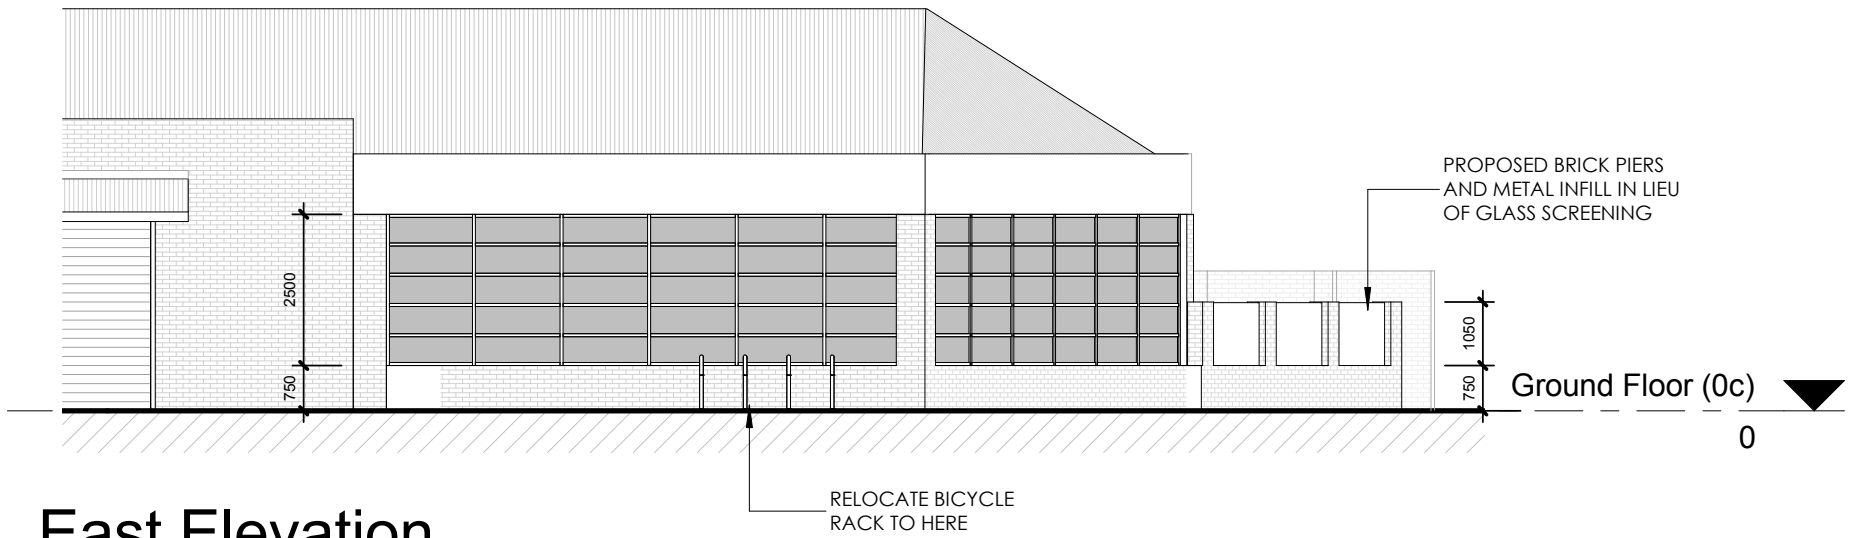 PROPOSED BRICK PIERS
AND METAL INFILL IN LIEU
OF GLASS SCREENING
2500
750
1050
750
Ground Floor (0c)
0
RELOCATE BICYCLE
RACK TO HERE
East Elevation